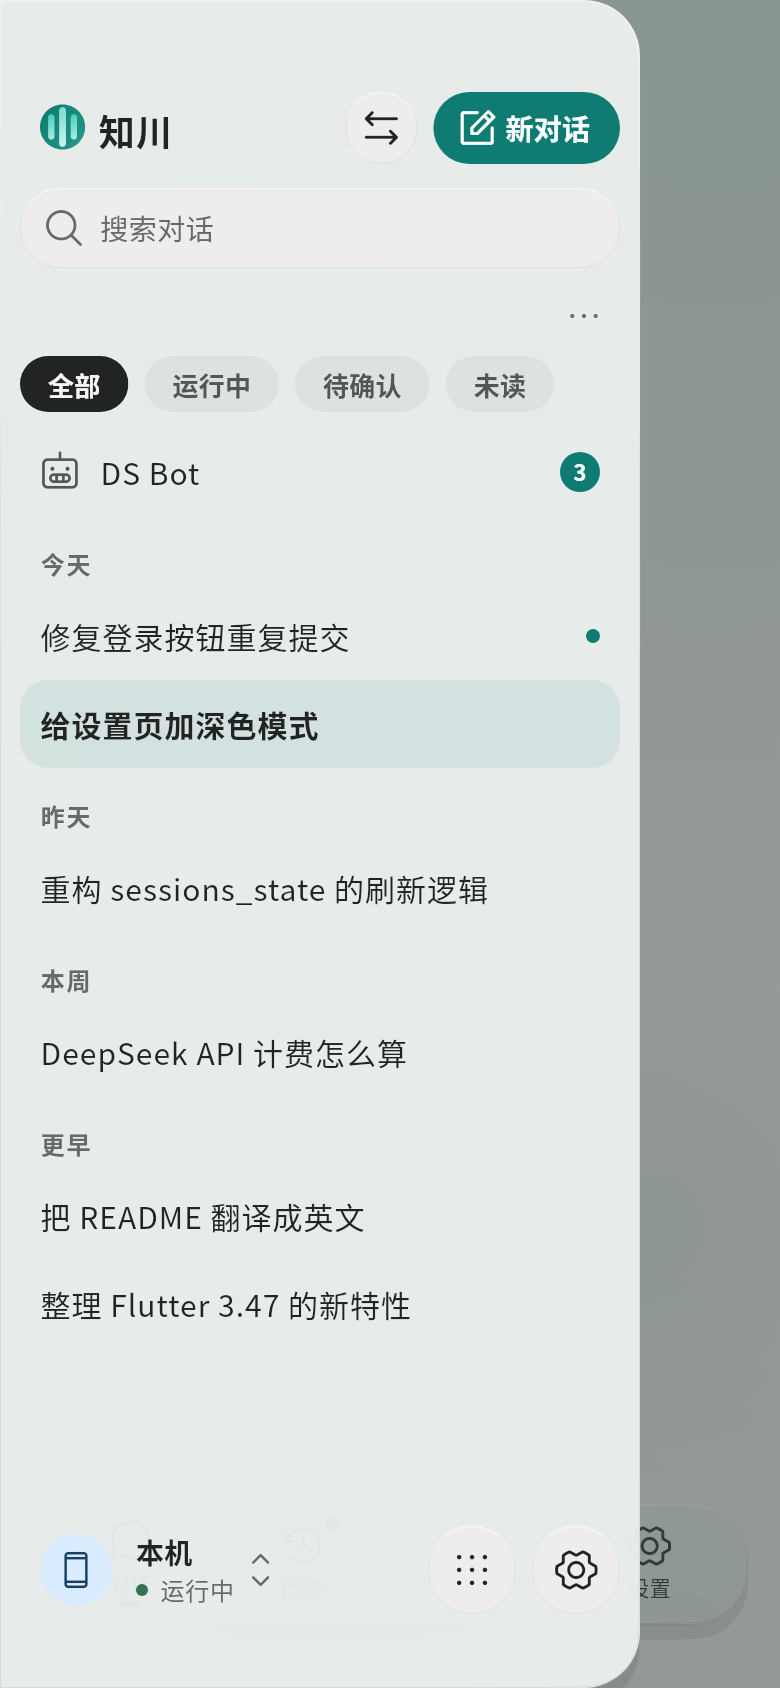 知川
新对话
搜索对话
...
全部 运行中 待确认 未读
DS Bot 3
今天
修复登录按钮重复提交
给设置页加深色模式
昨天
重构 sessions_state 的刷新逻辑
本周
DeepSeek API 计费怎么算
更早
把 README 翻译成英文
整理 Flutter 3.47 的新特性
本机
运行中
设置